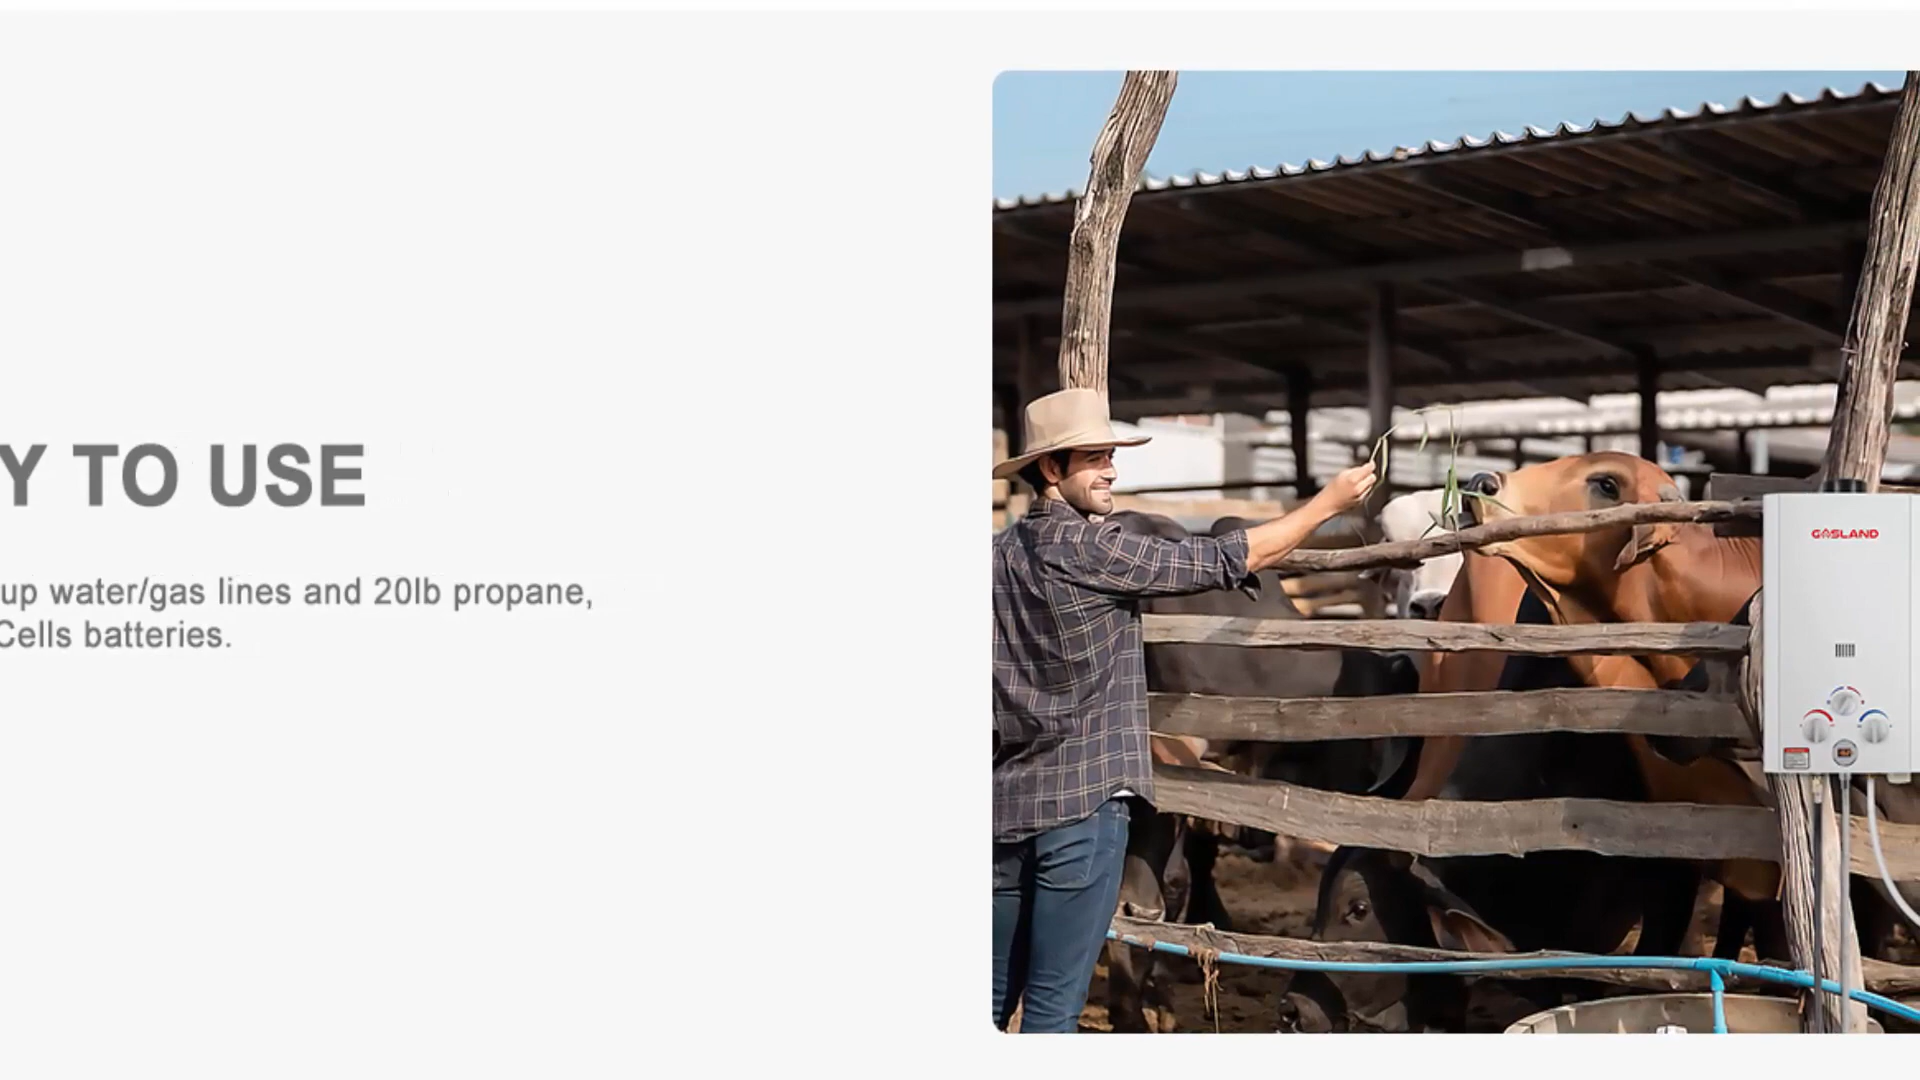 Y TO USE
up water/gas lines and 20lb propane,
Cells batteries.
GASLAND